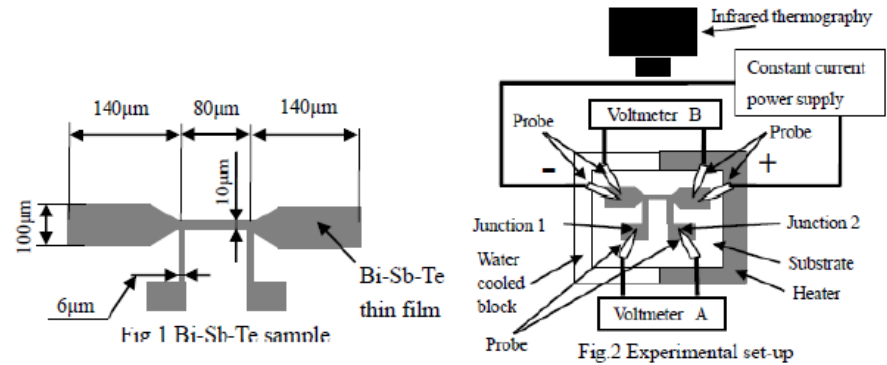 140μm
80μm
140μm
10μm
100μm
6μm
Bi-Sb-Te
thin film
Fig 1 Bi-Sb-Te sample
Infrared thermography
Constant current
power supply
Voltmeter B
Probe
Probe
-
+
Junction 1
Junction 2
Water
cooled
block
Substrate
Heater
Voltmeter A
Probe
Fig.2 Experimental set-up